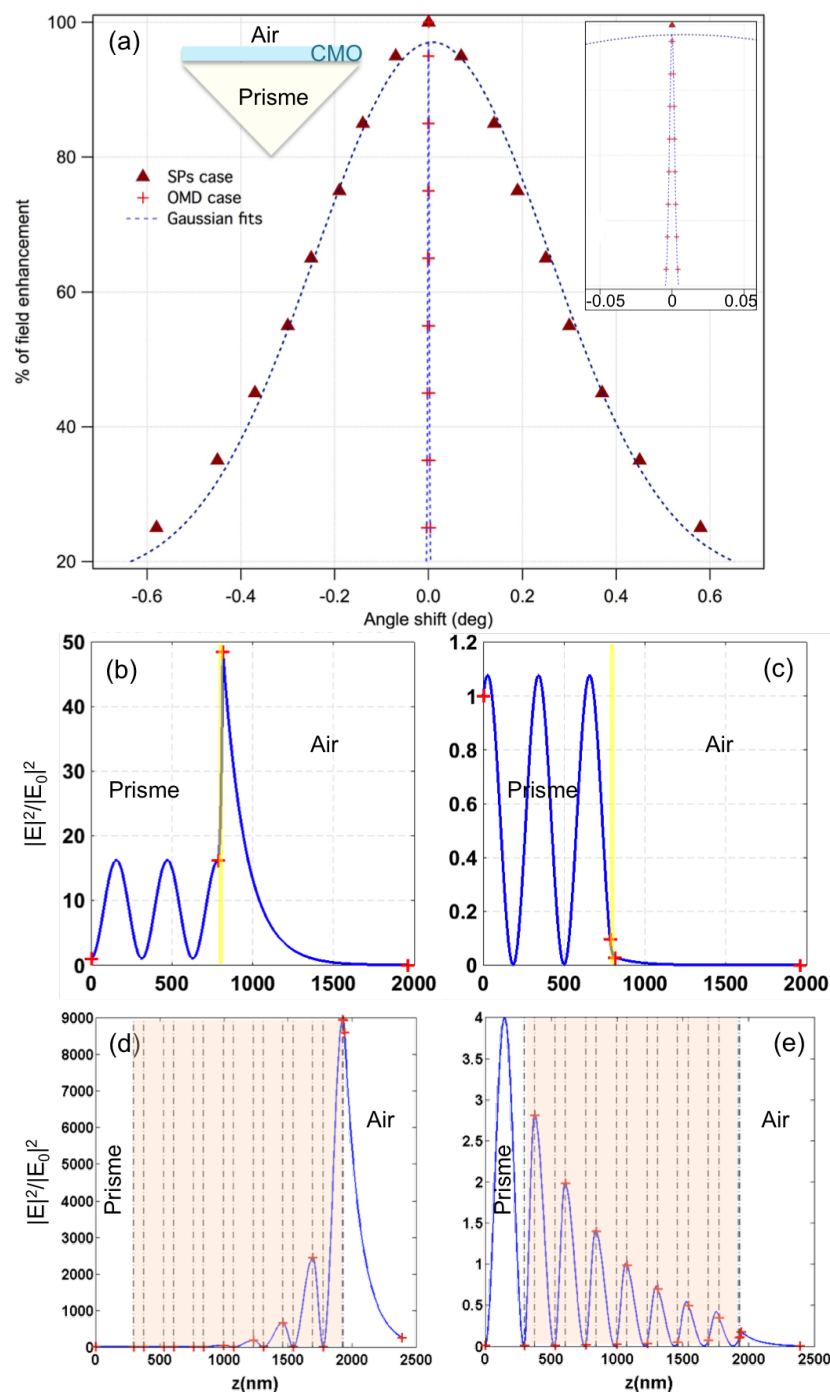 (a)
Air
CMO
Prisme
SPs case
OMD case
Gaussian fits
% of field enhancement
100
80
60
40
20
-0.6
-0.4
-0.2
0.0
0.2
0.4
0.6
Angle shift (deg)
-0.05
0
0.05
(b)
Prisme
Air
|E|²/|E₀|²
50
40
30
20
10
0
0
500
1000
1500
2000
(c)
Prisme
Air
1.2
1
0.8
0.6
0.4
0.2
0
0
500
1000
1500
2000
(d)
Prisme
Air
|E|²/|E₀|²
9000
8000
7000
6000
5000
4000
3000
2000
1000
0
0
500
1000
1500
2000
2500
z(nm)
(e)
Prisme
Air
4
3.5
3
2.5
2
1.5
1
0.5
0
0
500
1000
1500
2000
2500
z(nm)